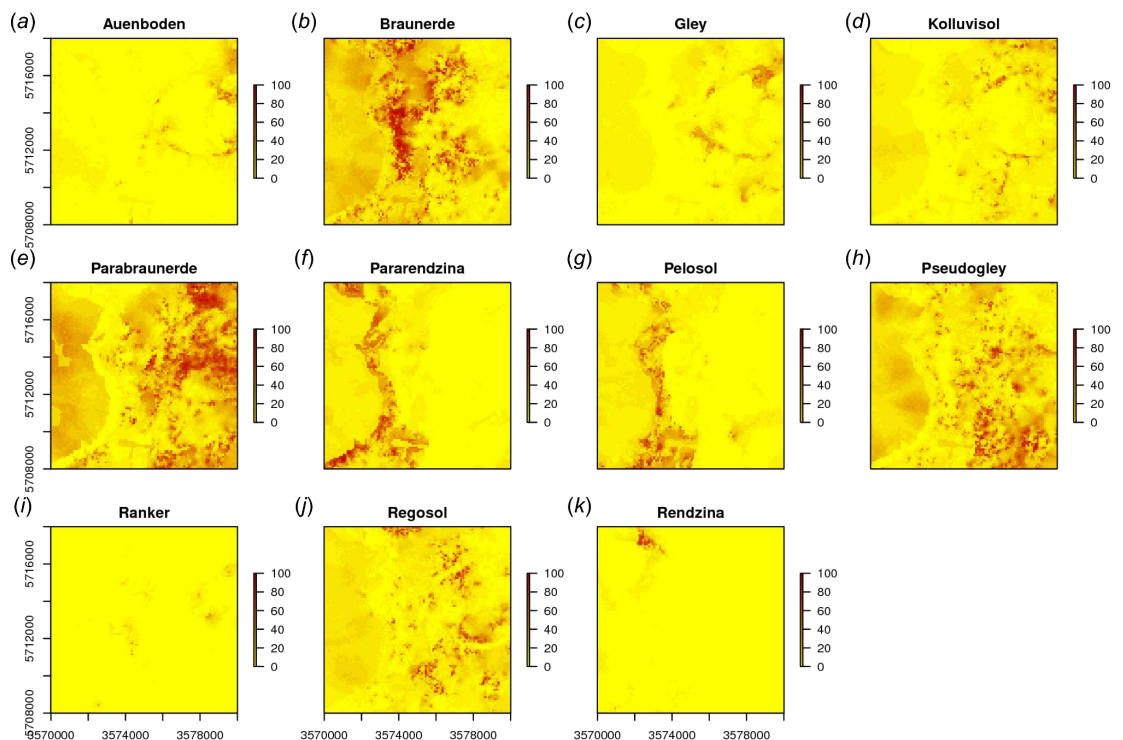 (a) Auenboden (b) Braunerde (c) Gley (d) Kolluvisol
5708000 5712000 5716000
0 20 40 60 80 100
0 20 40 60 80 100
0 20 40 60 80 100
0 20 40 60 80 100
(e) Parabraunerde (f) Pararendzina (g) Pelosol (h) Pseudogley
5708000 5712000 5716000
0 20 40 60 80 100
0 20 40 60 80 100
0 20 40 60 80 100
0 20 40 60 80 100
(i) Ranker (j) Regosol (k) Rendzina
5708000 5712000 5716000
0 20 40 60 80 100
0 20 40 60 80 100
0 20 40 60 80 100
3570000 3574000 3578000 3570000 3574000 3578000 3570000 3574000 3578000